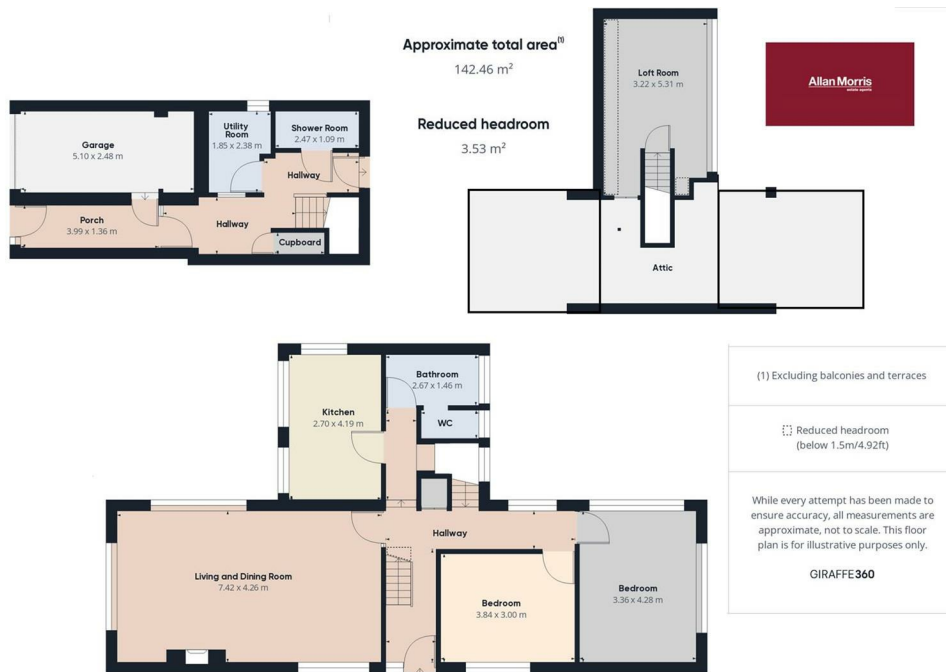 Approximate total area(1)
142.46 m²
Reduced headroom
3.53 m²
Loft Room
3.22 x 5.31 m
Allan Morris
estate agents
Garage
5.10 x 2.48 m
Utility
Room
1.85 x 2.38 m
Shower Room
2.47 x 1.09 m
Hallway
Porch
3.99 x 1.36 m
Hallway
Cupboard
Attic
Kitchen
2.70 x 4.19 m
Bathroom
2.67 x 1.46 m
WC
Hallway
Living and Dining Room
7.42 x 4.26 m
Bedroom
3.84 x 3.00 m
Bedroom
3.36 x 4.28 m
(1) Excluding balconies and terraces
Reduced headroom
(below 1.5m/4.92ft)
While every attempt has been made to
ensure accuracy, all measurements are
approximate, not to scale. This floor
plan is for illustrative purposes only.
GIRAFFE360